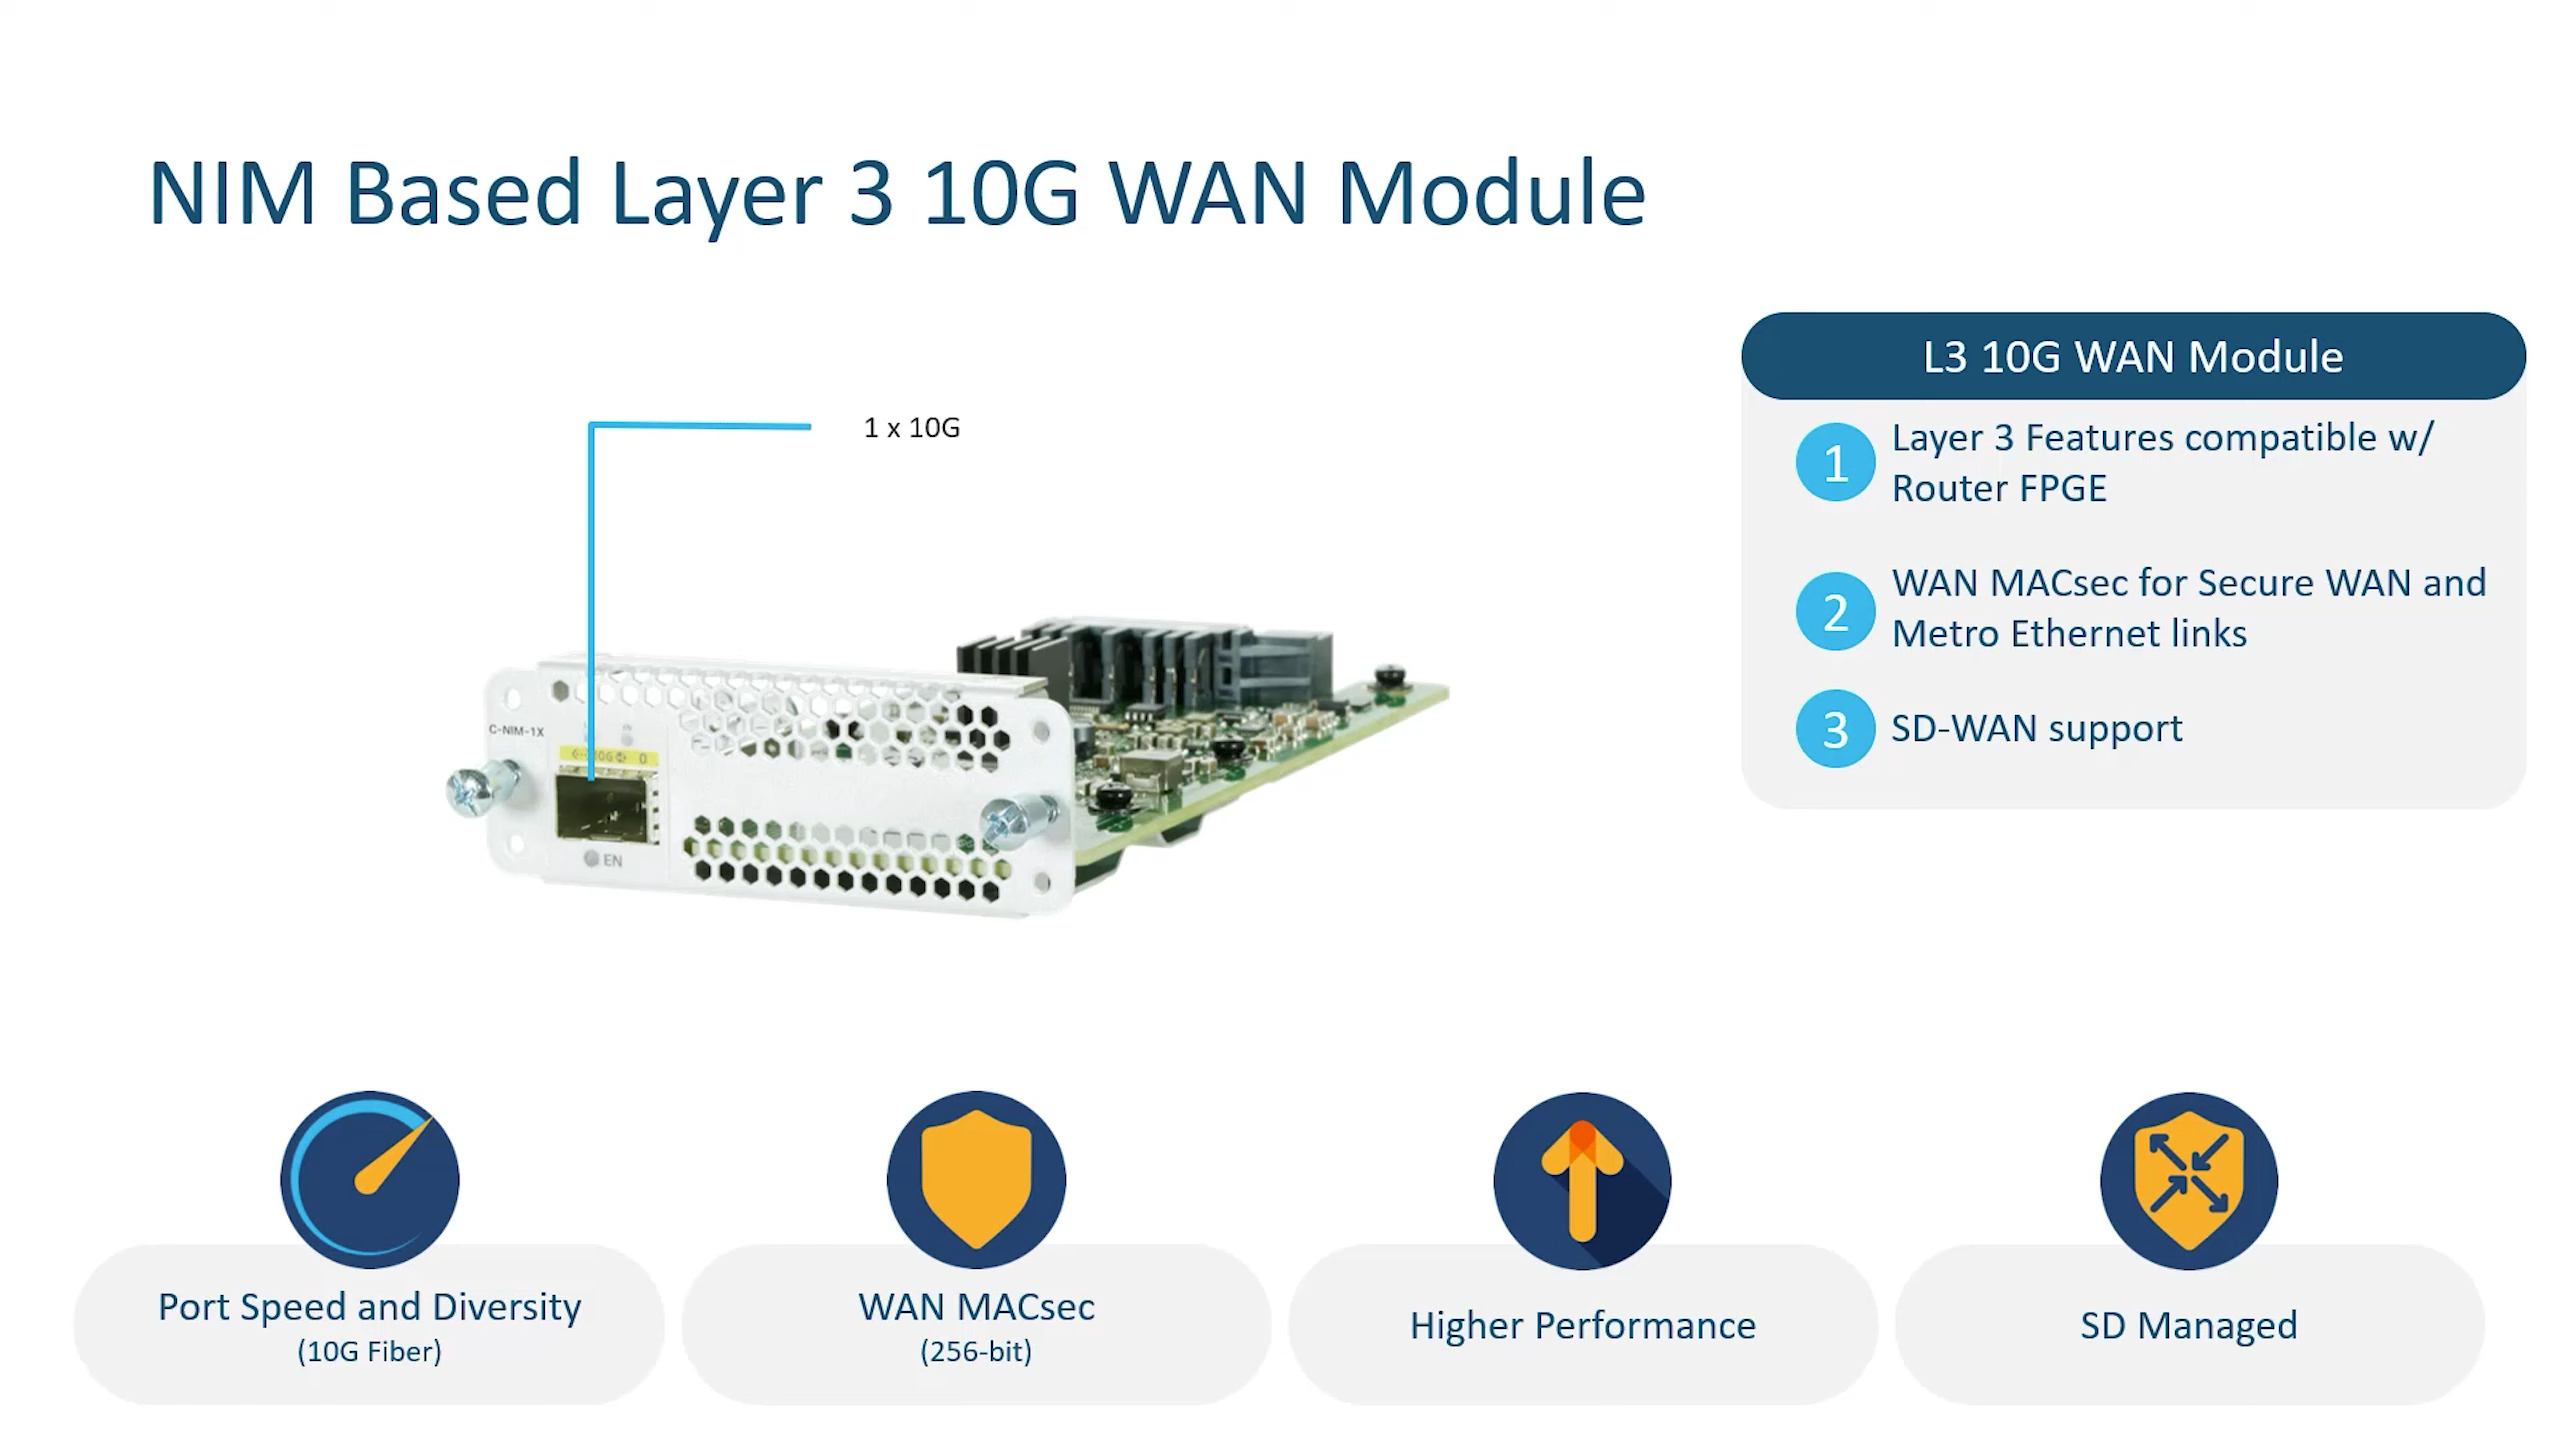 NIM Based Layer 3 10G WAN Module
1 x 10G
C-NIM-1X
EN
L3 10G WAN Module
1
Layer 3 Features compatible w/
Router FPGE
2
WAN MACsec for Secure WAN and
Metro Ethernet links
3
SD-WAN support
Port Speed and Diversity
(10G Fiber)
WAN MACsec
(256-bit)
Higher Performance
SD Managed